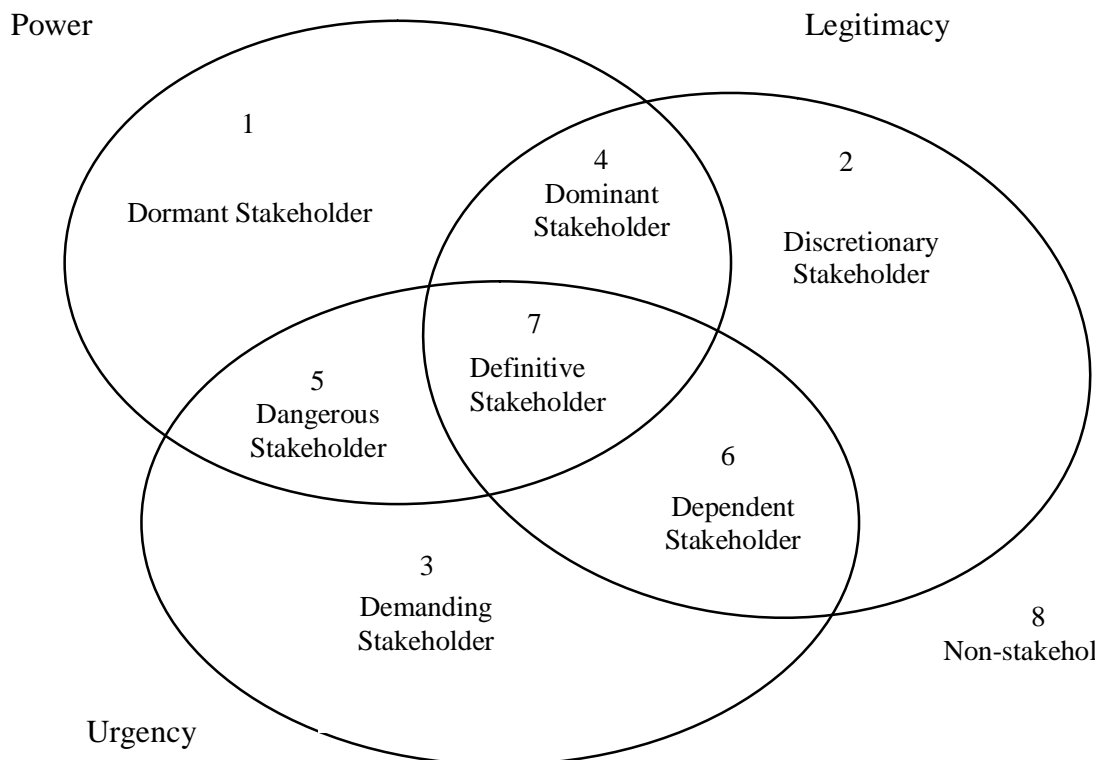 Power
Legitimacy
1
Dormant Stakeholder
4
Dominant
Stakeholder
2
Discretionary
Stakeholder
7
Definitive
Stakeholder
5
Dangerous
Stakeholder
6
Dependent
Stakeholder
3
Demanding
Stakeholder
8
Non-stakehol
Urgency